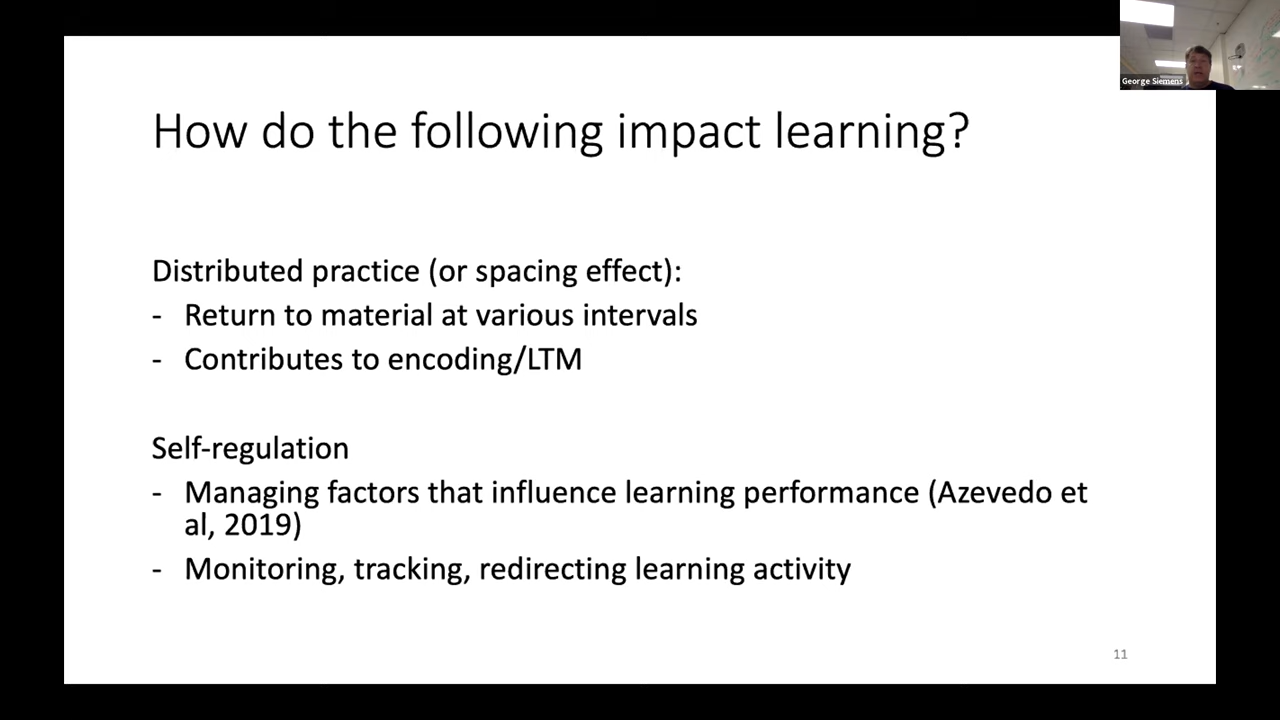 George Siemens
How do the following impact learning?
Distributed practice (or spacing effect):
- Return to material at various intervals
- Contributes to encoding/LTM
Self-regulation
- Managing factors that influence learning performance (Azevedo et
al, 2019)
- Monitoring, tracking, redirecting learning activity
11